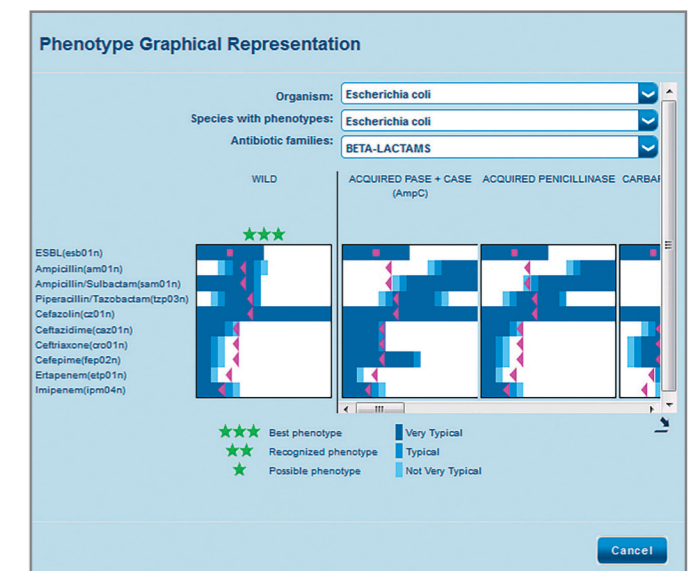 Phenotype Graphical Representation
Organism: Escherichia coli
Species with phenotypes: Escherichia coli
Antibiotic families: BETA-LACTAMS
WILD ACQUIRED PASE + CASE ACQUIRED PENICILLINASE
(AmpC)
ESBL(esb01n)
Ampicillin(am01n)
Ampicillin/Sulbactam(sam01n)
Piperacillin/Tazobactam(tzp03n)
Cefazolin(cz01n)
Ceftazidime(caz01n)
Ceftriaxone(cro01n)
Cefepime(fep02n)
Ertapenem(etp01n)
Imipenem(ipm04n)
Best phenotype Very Typical
Recognized phenotype Typical
Possible phenotype Not Very Typical
Cancel